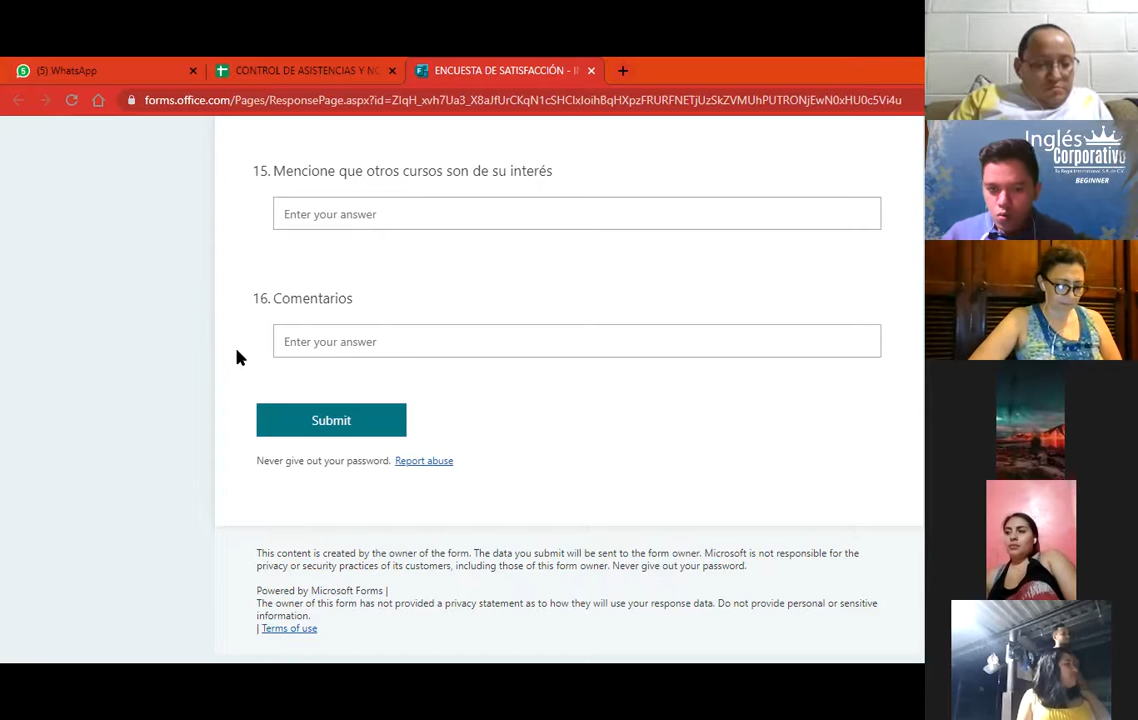 (5) WhatsApp
CONTROL DE ASISTENCIAS Y NO
ENCUESTA DE SATISFACCIÓN - I
forms.office.com/Pages/ResponsePage.aspx?id=ZIqH_xvh7Ua3_X8aJfUrCKqN1cSHClxIoihBqHXpzFRURFNETjUzSkZVMUhPUTRONjEwN0xHU0c5Vi4u
15. Mencione que otros cursos son de su interés
Enter your answer
16. Comentarios
Enter your answer
Submit
Never give out your password. Report abuse
This content is created by the owner of the form. The data you submit will be sent to the form owner. Microsoft is not responsible for the
privacy or security practices of its customers, including those of this form owner. Never give out your password.
Powered by Microsoft Forms |
The owner of this form has not provided a privacy statement as to how they will use your response data. Do not provide personal or sensitive
information.
| Terms of use
Inglés
Corporativo
BEGINNER